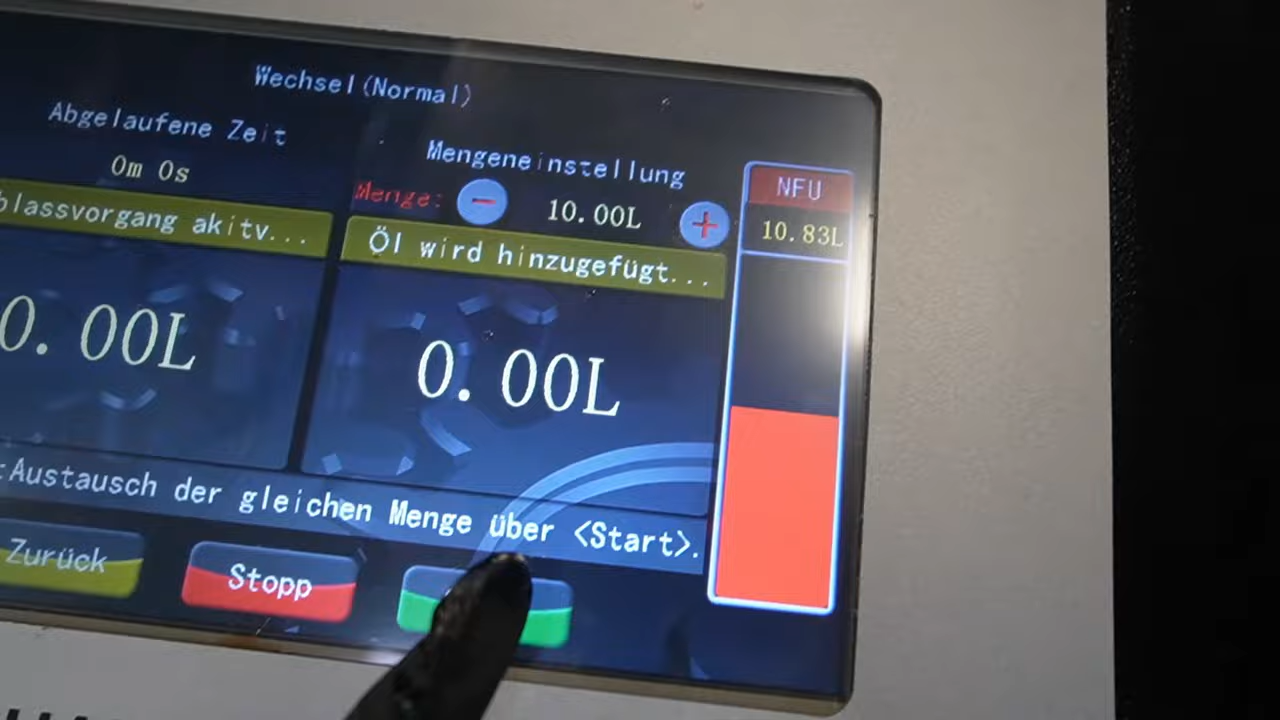 Wechsel(Normal)
Abgelaufene Zeit
0m 0s
blassvorgang akitv...
0.00L
Mengeneinstellung
Menge: - 10.00L +
Öl wird hinzugefügt...
0.00L
NFU
10.83L
:Austausch der gleichen Menge über <Start>.
Zurück
Stopp